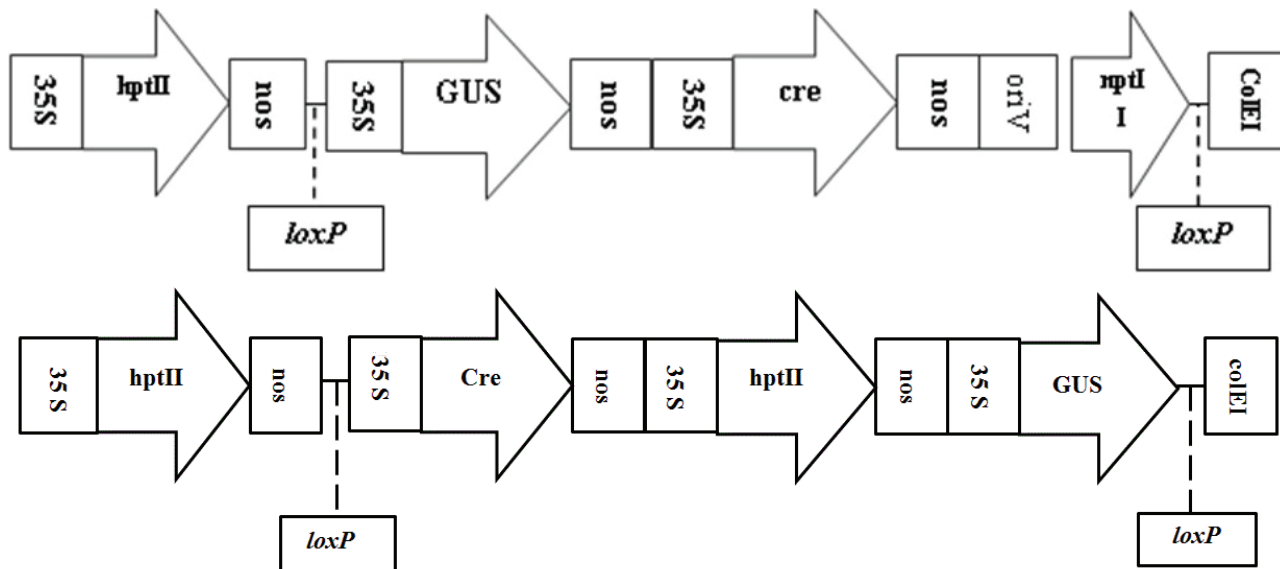 35S hptII nos 35S GUS nos 35S cre nos oriV nptI ColEI
I
loxP loxP
35 S hptII nos 35 S Cre nos 35 S hptII nos 35 S GUS colEI
loxP loxP